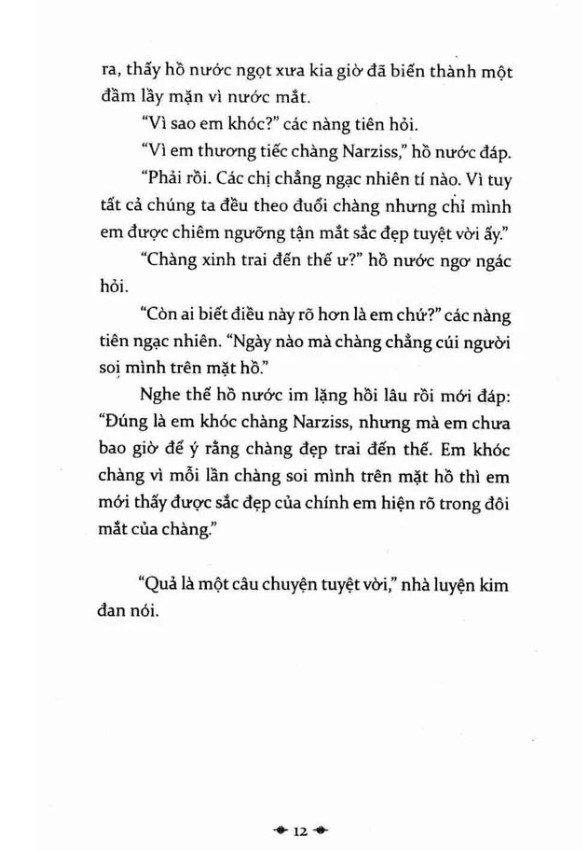 ra, thấy hồ nước ngọt xưa kia giờ đã biến thành một
đầm lầy mặn vì nước mắt.
“Vì sao em khóc?” các nàng tiên hỏi.
“Vì em thương tiếc chàng Narziss,” hồ nước đáp.
“Phải rồi. Các chị chẳng ngạc nhiên tí nào. Vì tuy
tất cả chúng ta đều theo đuổi chàng nhưng chỉ mình
em được chiêm ngưỡng tận mắt sắc đẹp tuyệt vời ấy.”
“Chàng xinh trai đến thế ư?” hồ nước ngơ ngác
hỏi.
“Còn ai biết điều này rõ hơn là em chứ?” các nàng
tiên ngạc nhiên. “Ngày nào mà chàng chẳng cúi người
soi mình trên mặt hồ.”
Nghe thế hồ nước im lặng hồi lâu rồi mới đáp:
“Đúng là em khóc chàng Narziss, nhưng mà em chưa
bao giờ để ý rằng chàng đẹp trai đến thế. Em khóc
chàng vì mỗi lần chàng soi mình trên mặt hồ thì em
mới thấy được sắc đẹp của chính em hiện rõ trong đôi
mắt của chàng.”
“Quả là một câu chuyện tuyệt vời,” nhà luyện kim
đan nói.
12